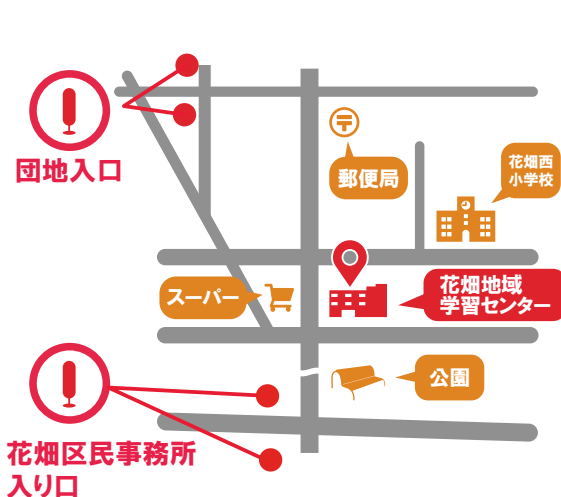 団地入口
〒
郵便局
花畑西
小学校
スーパー
花畑地域
学習センター
公園
花畑区民事務所
入り口